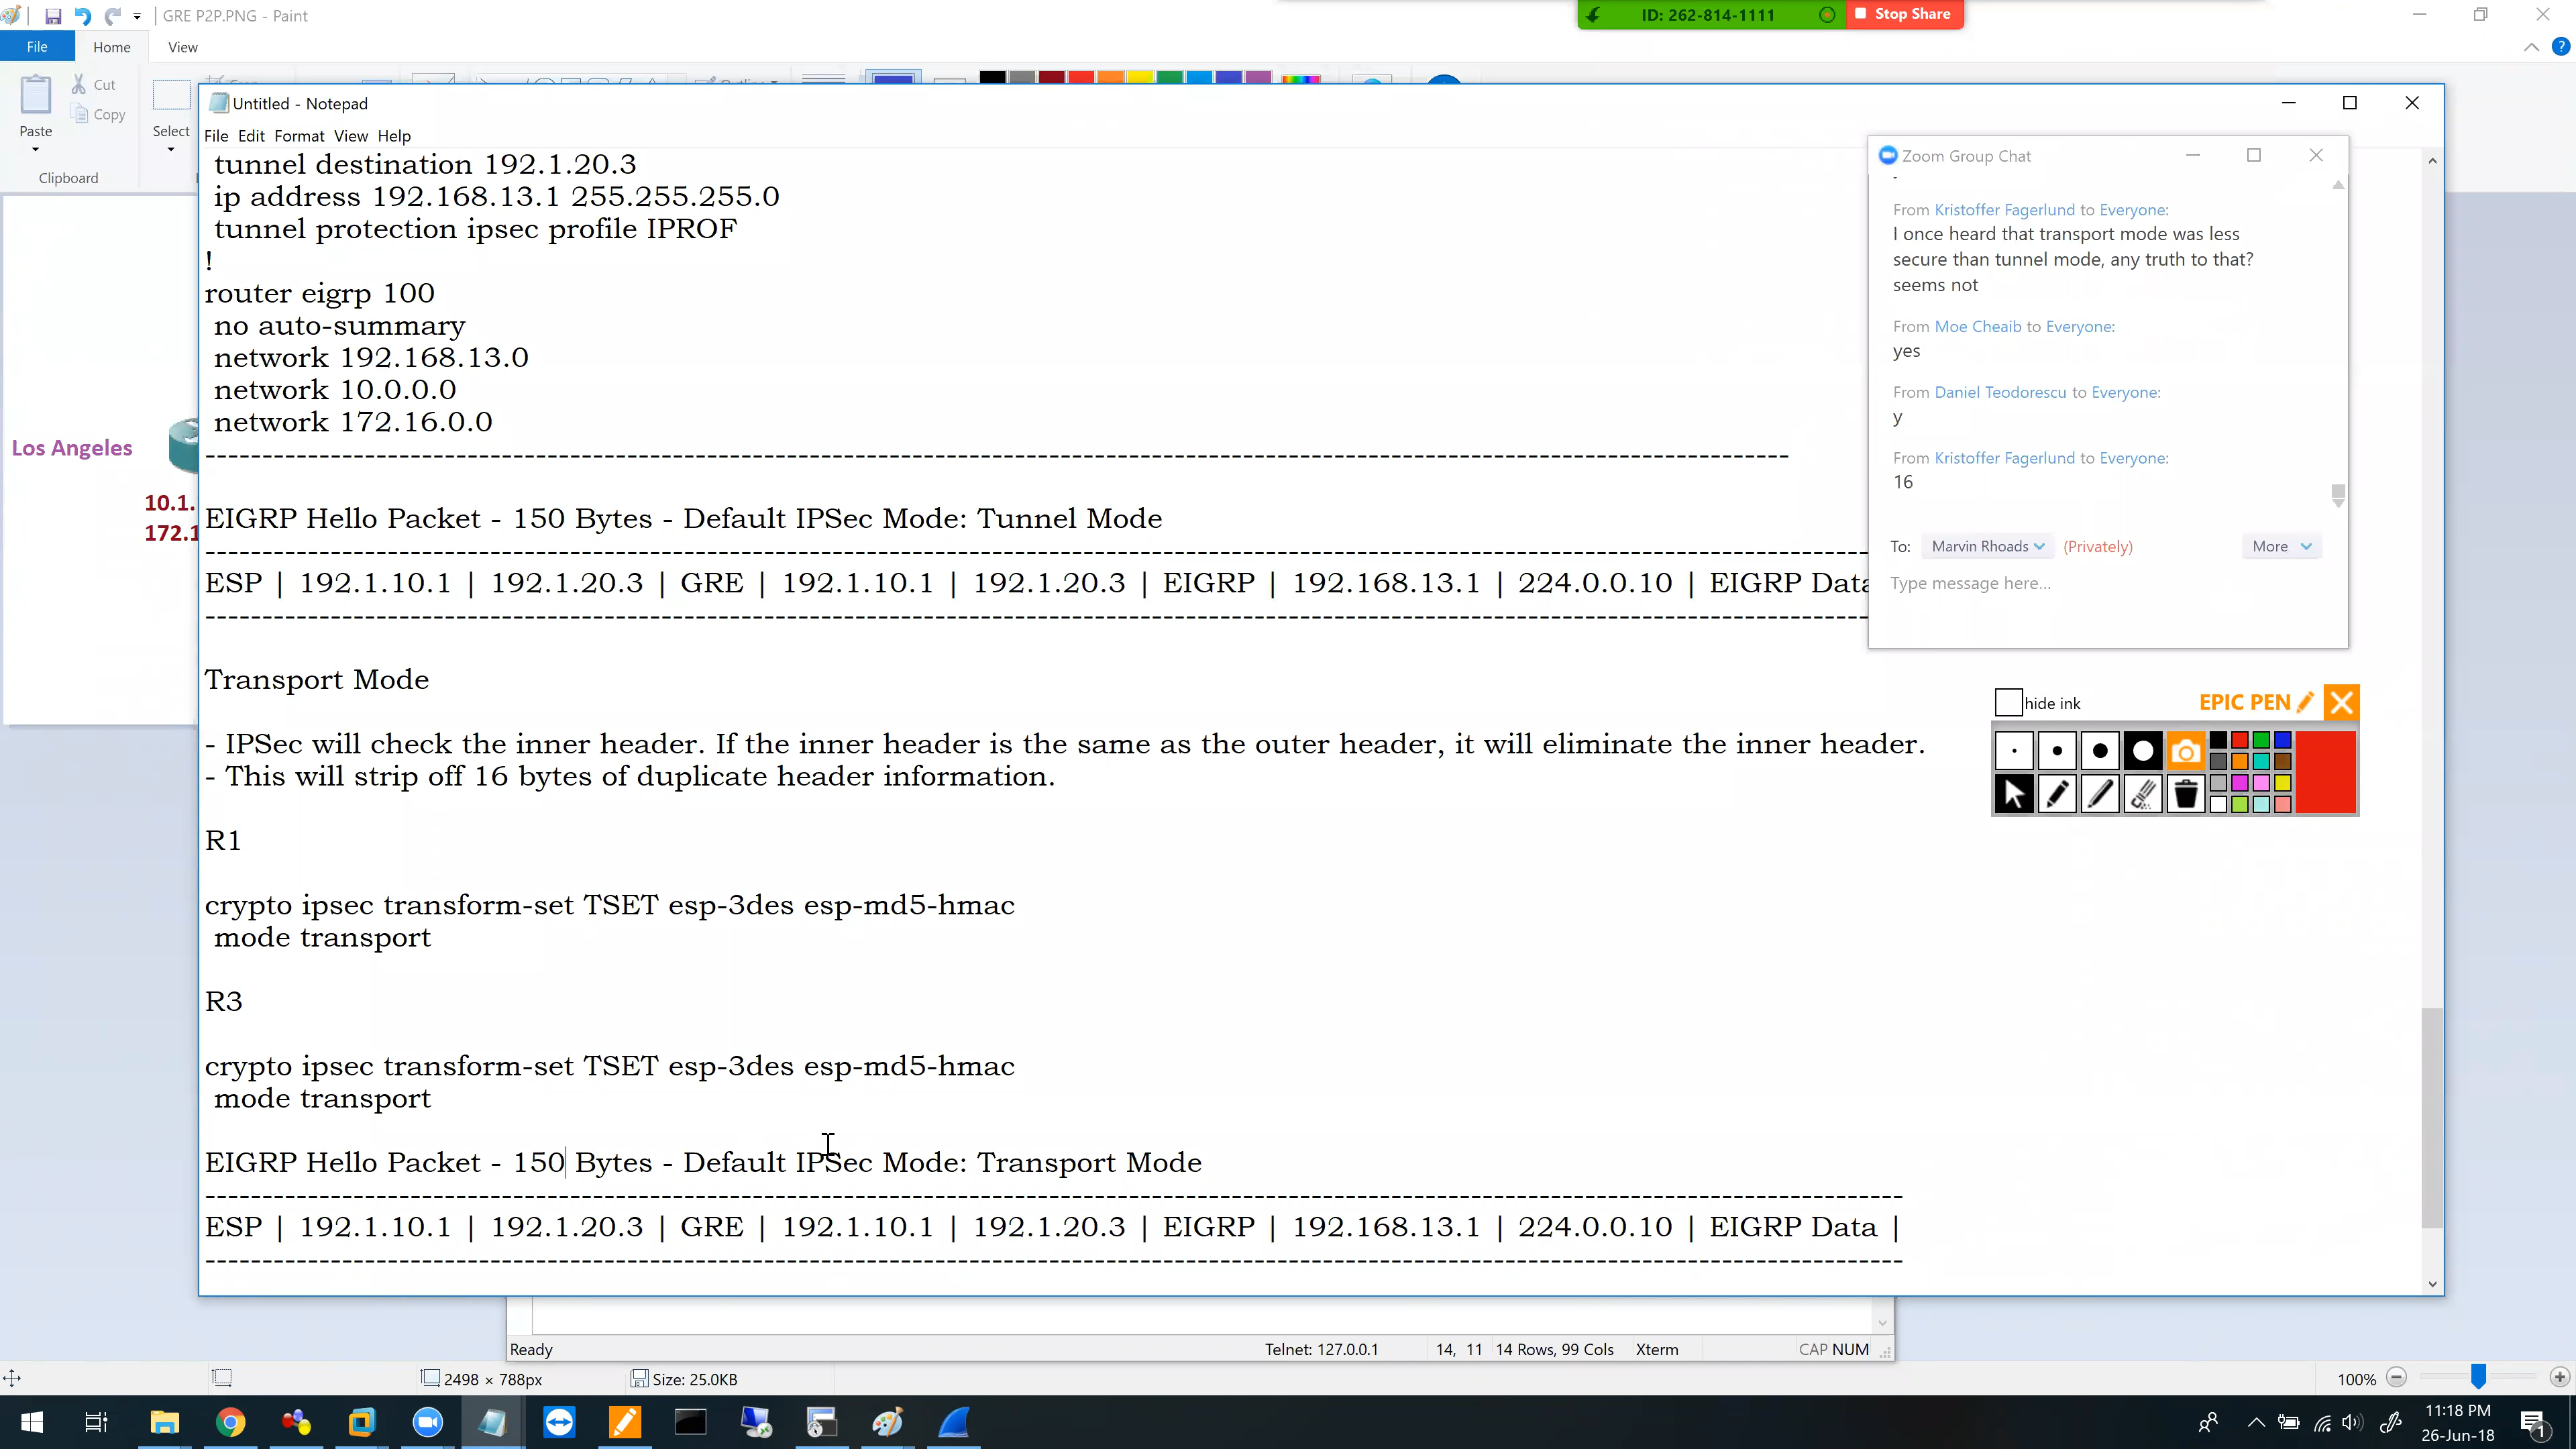 GRE P2P.PNG - Paint
ID: 262-814-1111
Stop Share
File
Home
View
Paste
Cut
Copy
Select
Clipboard
Untitled - Notepad
File Edit Format View Help
tunnel destination 192.1.20.3
ip address 192.168.13.1 255.255.255.0
tunnel protection ipsec profile IPROF
!
router eigrp 100
no auto-summary
network 192.168.13.0
network 10.0.0.0
network 172.16.0.0
--------------------------------------------------------------------------------
EIGRP Hello Packet - 150 Bytes - Default IPSec Mode: Tunnel Mode
--------------------------------------------------------------------------------
ESP | 192.1.10.1 | 192.1.20.3 | GRE | 192.1.10.1 | 192.1.20.3 | EIGRP | 192.168.13.1 | 224.0.0.10 | EIGRP Data
--------------------------------------------------------------------------------
Transport Mode
- IPSec will check the inner header. If the inner header is the same as the outer header, it will eliminate the inner header.
- This will strip off 16 bytes of duplicate header information.
R1
crypto ipsec transform-set TSET esp-3des esp-md5-hmac
mode transport
R3
crypto ipsec transform-set TSET esp-3des esp-md5-hmac
mode transport
EIGRP Hello Packet - 150 Bytes - Default IPSec Mode: Transport Mode
--------------------------------------------------------------------------------
ESP | 192.1.10.1 | 192.1.20.3 | GRE | 192.1.10.1 | 192.1.20.3 | EIGRP | 192.168.13.1 | 224.0.0.10 | EIGRP Data |
--------------------------------------------------------------------------------
Los Angeles
10.1.
172.1
Zoom Group Chat
From Kristoffer Fagerlund to Everyone:
I once heard that transport mode was less
secure than tunnel mode, any truth to that?
seems not
From Moe Cheaib to Everyone:
yes
From Daniel Teodorescu to Everyone:
y
From Kristoffer Fagerlund to Everyone:
16
To: Marvin Rhoads (Privately)
More
Type message here...
hide ink
EPIC PEN
Ready
Telnet: 127.0.0.1
14, 11
14 Rows, 99 Cols
Xterm
CAP NUM
2498 × 788px
Size: 25.0KB
100%
11:18 PM
26-Jun-18
1